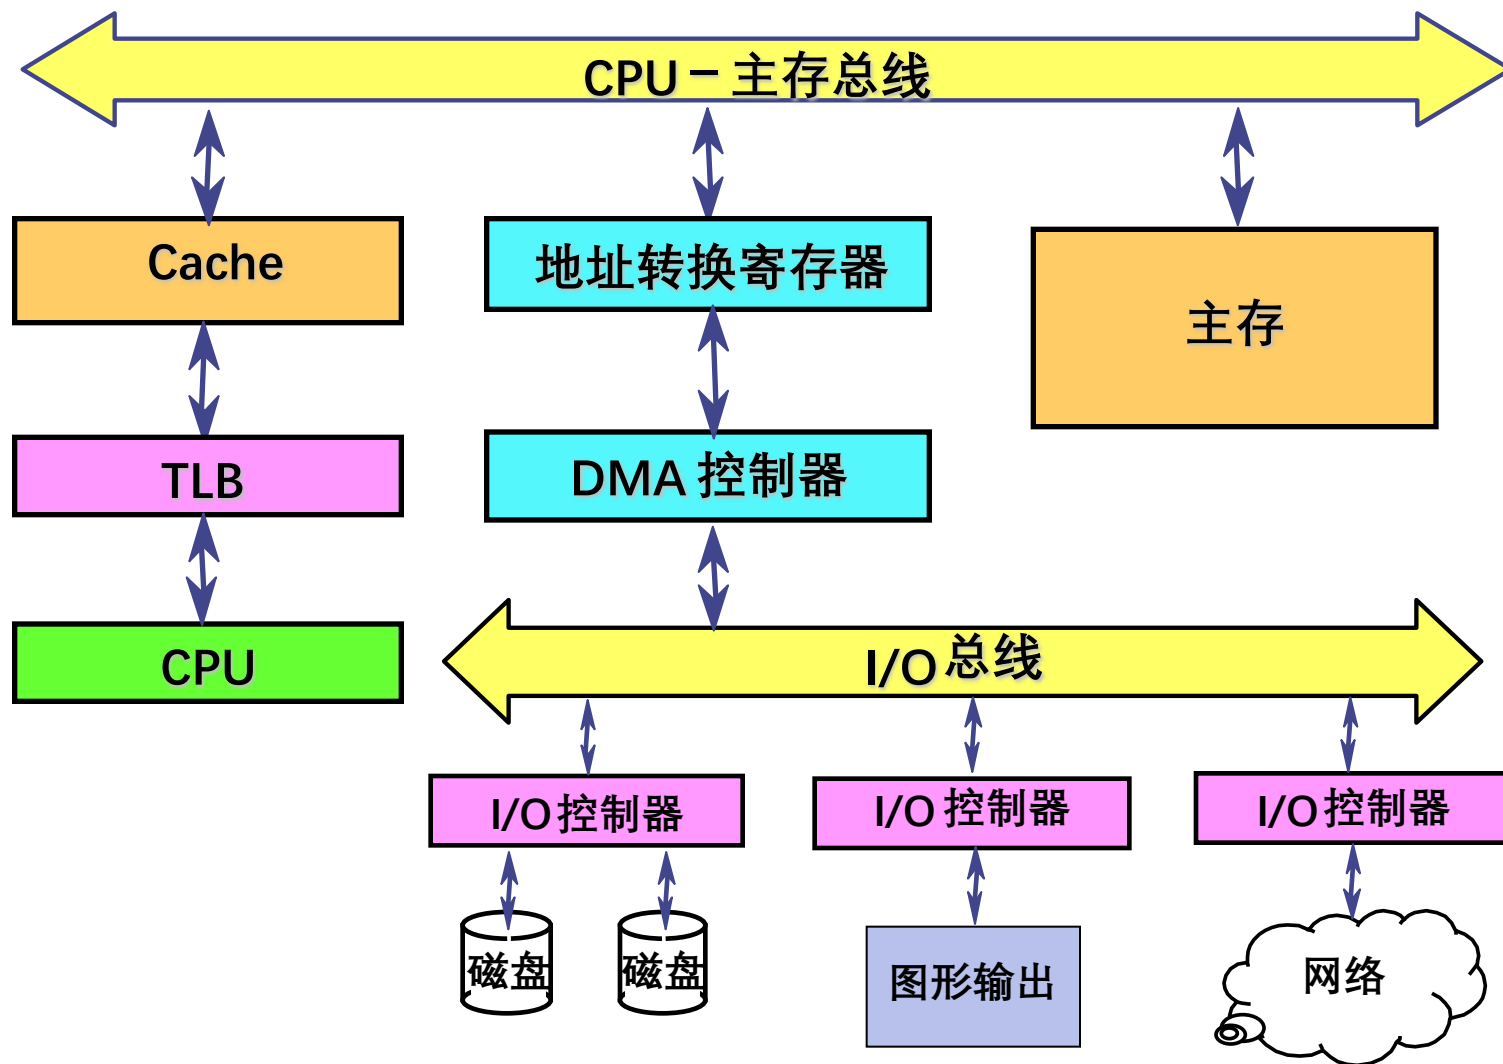 CPU－主存总线
Cache
地址转换寄存器
主存
TLB
DMA 控制器
CPU
I/O 总线
I/O 控制器
I/O 控制器
I/O 控制器
磁盘
磁盘
图形输出
网络